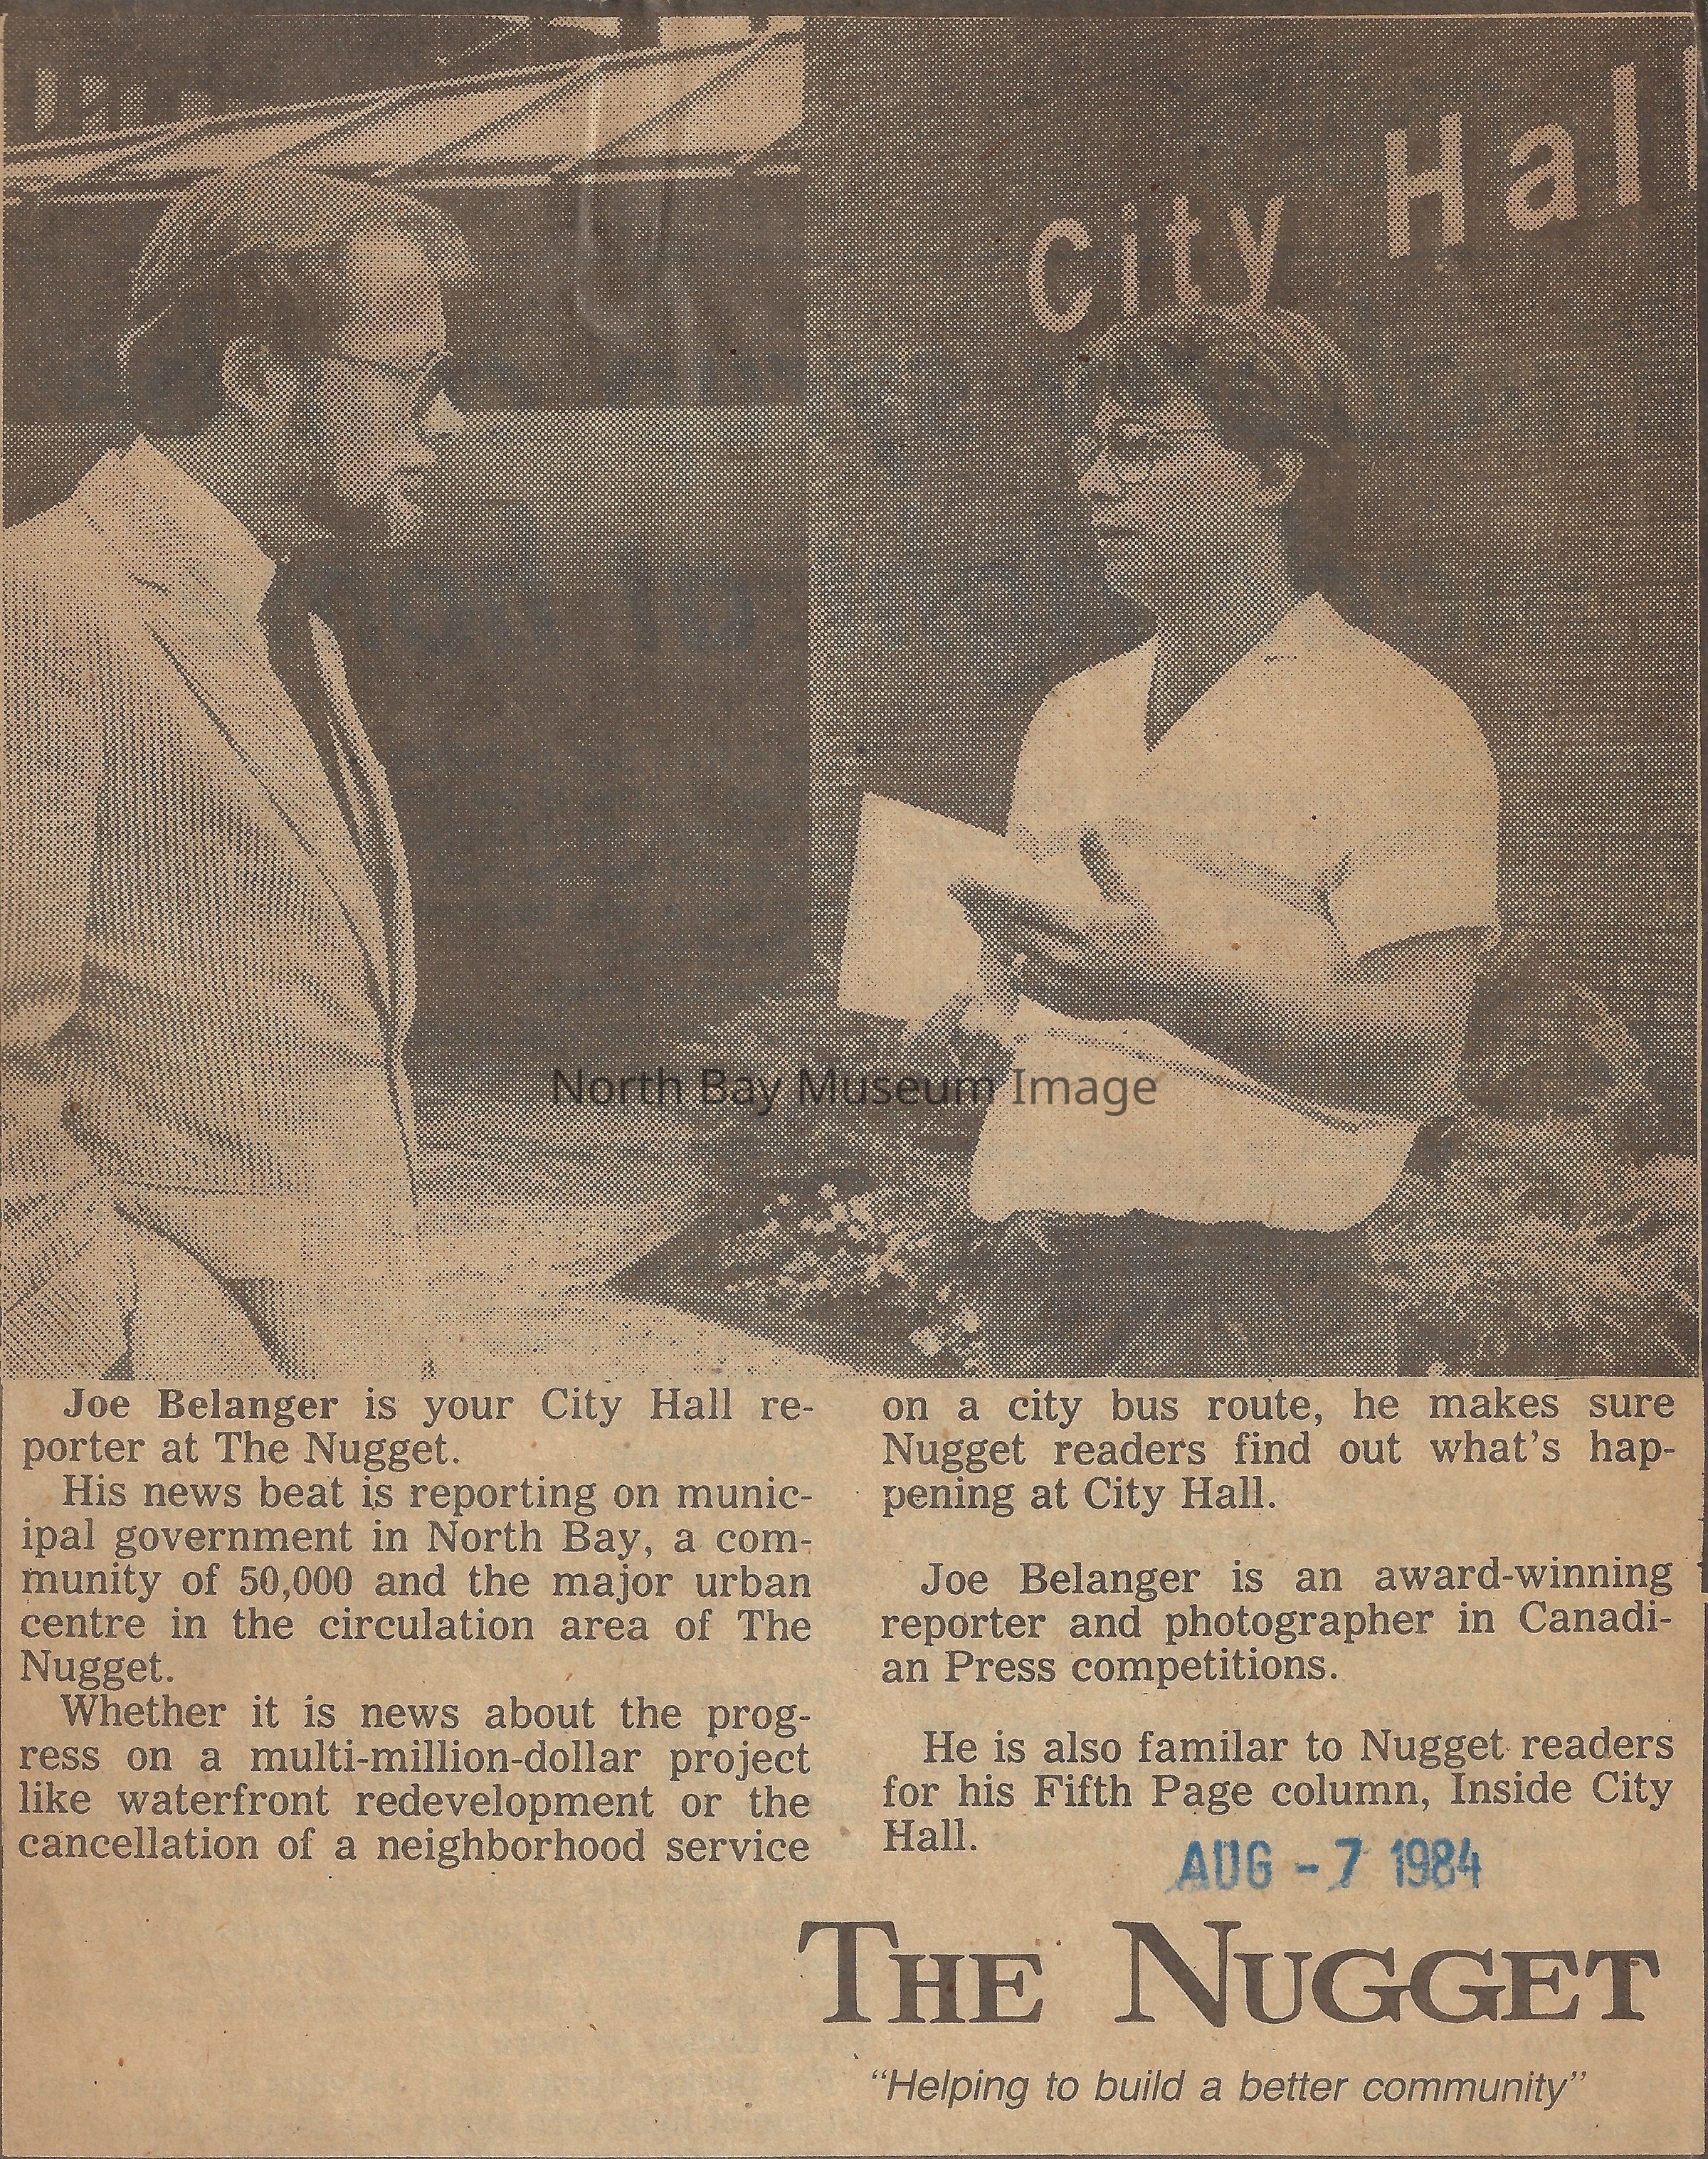 City Hall
North Bay Museum Image
Joe Belanger is your City Hall re-
porter at The Nugget.
His news beat is reporting on munic-
ipal government in North Bay, a com-
munity of 50,000 and the major urban
centre in the circulation area of The
Nugget.
Whether it is news about the prog-
ress on a multi-million-dollar project
like waterfront redevelopment or the
cancellation of a neighborhood service
on a city bus route, he makes sure
Nugget readers find out what's hap-
pening at City Hall.
Joe Belanger is an award-winning
reporter and photographer in Canadi-
an Press competitions.
He is also familar to Nugget readers
for his Fifth Page column, Inside City
Hall.
AUG -7 1984
THE NUGGET
“Helping to build a better community”